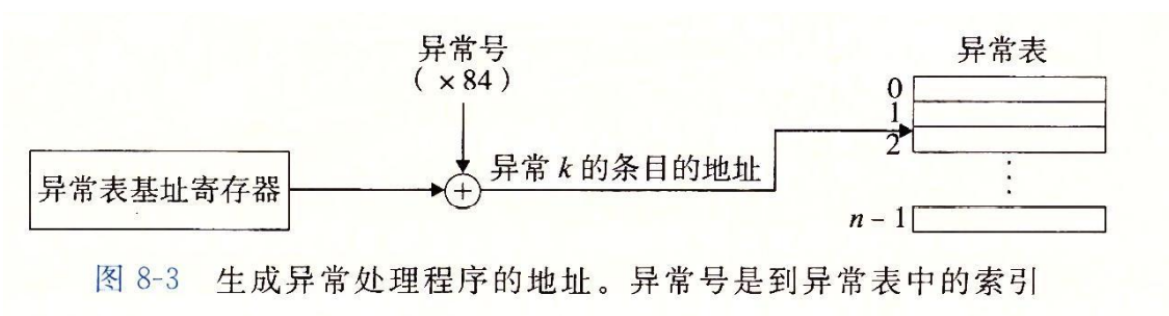 异常号
( ×84 )
异常表
0
1
2
⋮
n－1
异常表基址寄存器
+
异常 k 的条目的地址
图 8-3 生成异常处理程序的地址。异常号是到异常表中的索引